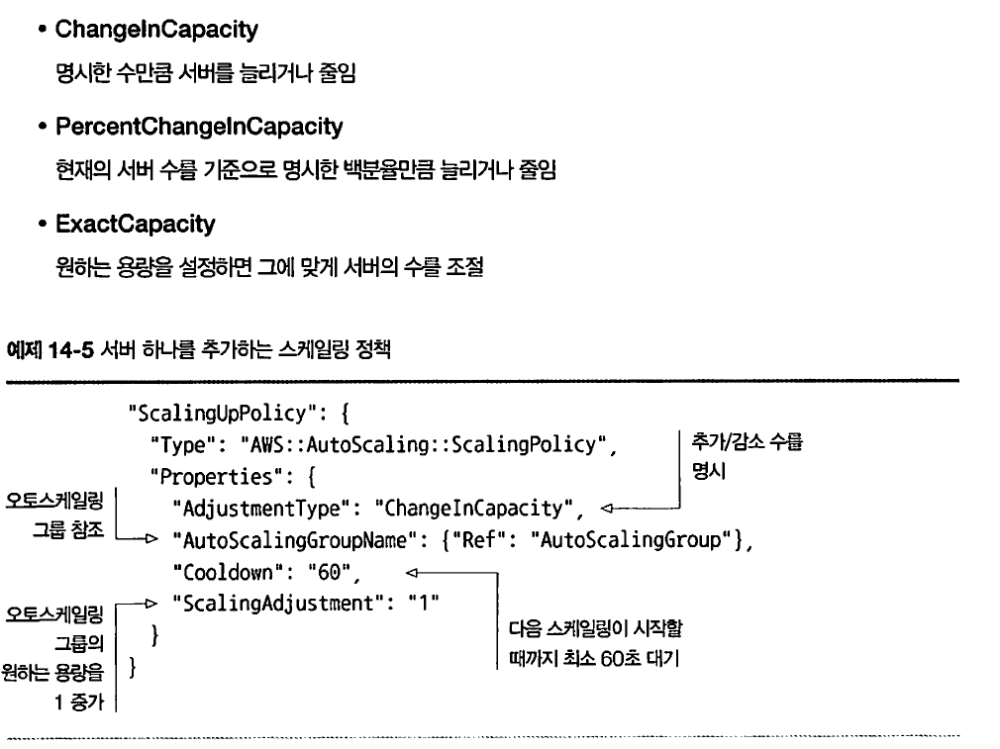 • ChangeInCapacity
명시한 수만큼 서버를 늘리거나 줄임
• PercentChangeInCapacity
현재의 서버 수를 기준으로 명시한 백분율만큼 늘리거나 줄임
• ExactCapacity
원하는 용량을 설정하면 그에 맞게 서버의 수를 조절
예제 14-5 서버 하나를 추가하는 스케일링 정책
"ScalingUpPolicy": {
"Type": "AWS::AutoScaling::ScalingPolicy",
"Properties": {
"AdjustmentType": "ChangeInCapacity",
"AutoScalingGroupName": {"Ref": "AutoScalingGroup"},
"Cooldown": "60",
"ScalingAdjustment": "1"
}
}
추가/감소 수를
명시
오토스케일링
그룹 참조
오토스케일링
그룹의
원하는 용량을
1 증가
다음 스케일링이 시작할
때까지 최소 60초 대기